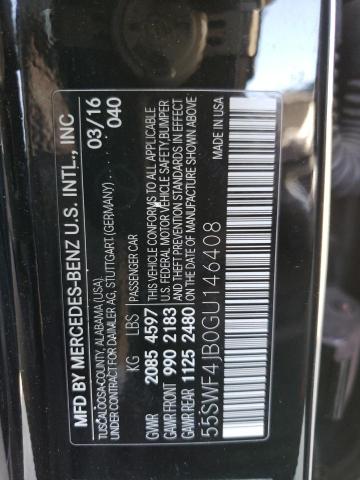 MFD BY MERCEDES-BENZ U.S. INTL., INC
TUSCALOOSA-COUNTY, ALABAMA (USA),
UNDER CONTRACT FOR DAIMLER AG, STUTTGART (GERMANY)
03/16
040
KG LBS PASSENGER CAR
GVWR 2085 4597
GAWR FRONT 990 2183
GAWR REAR 1125 2480
THIS VEHICLE CONFORMS TO ALL APPLICABLE
U.S. FEDERAL MOTOR VEHICLE SAFETY, BUMPER
AND THEFT PREVENTION STANDARDS IN EFFECT
ON THE DATE OF MANUFACTURE SHOWN ABOVE
55SWF4JB0GU146408
MADE IN USA